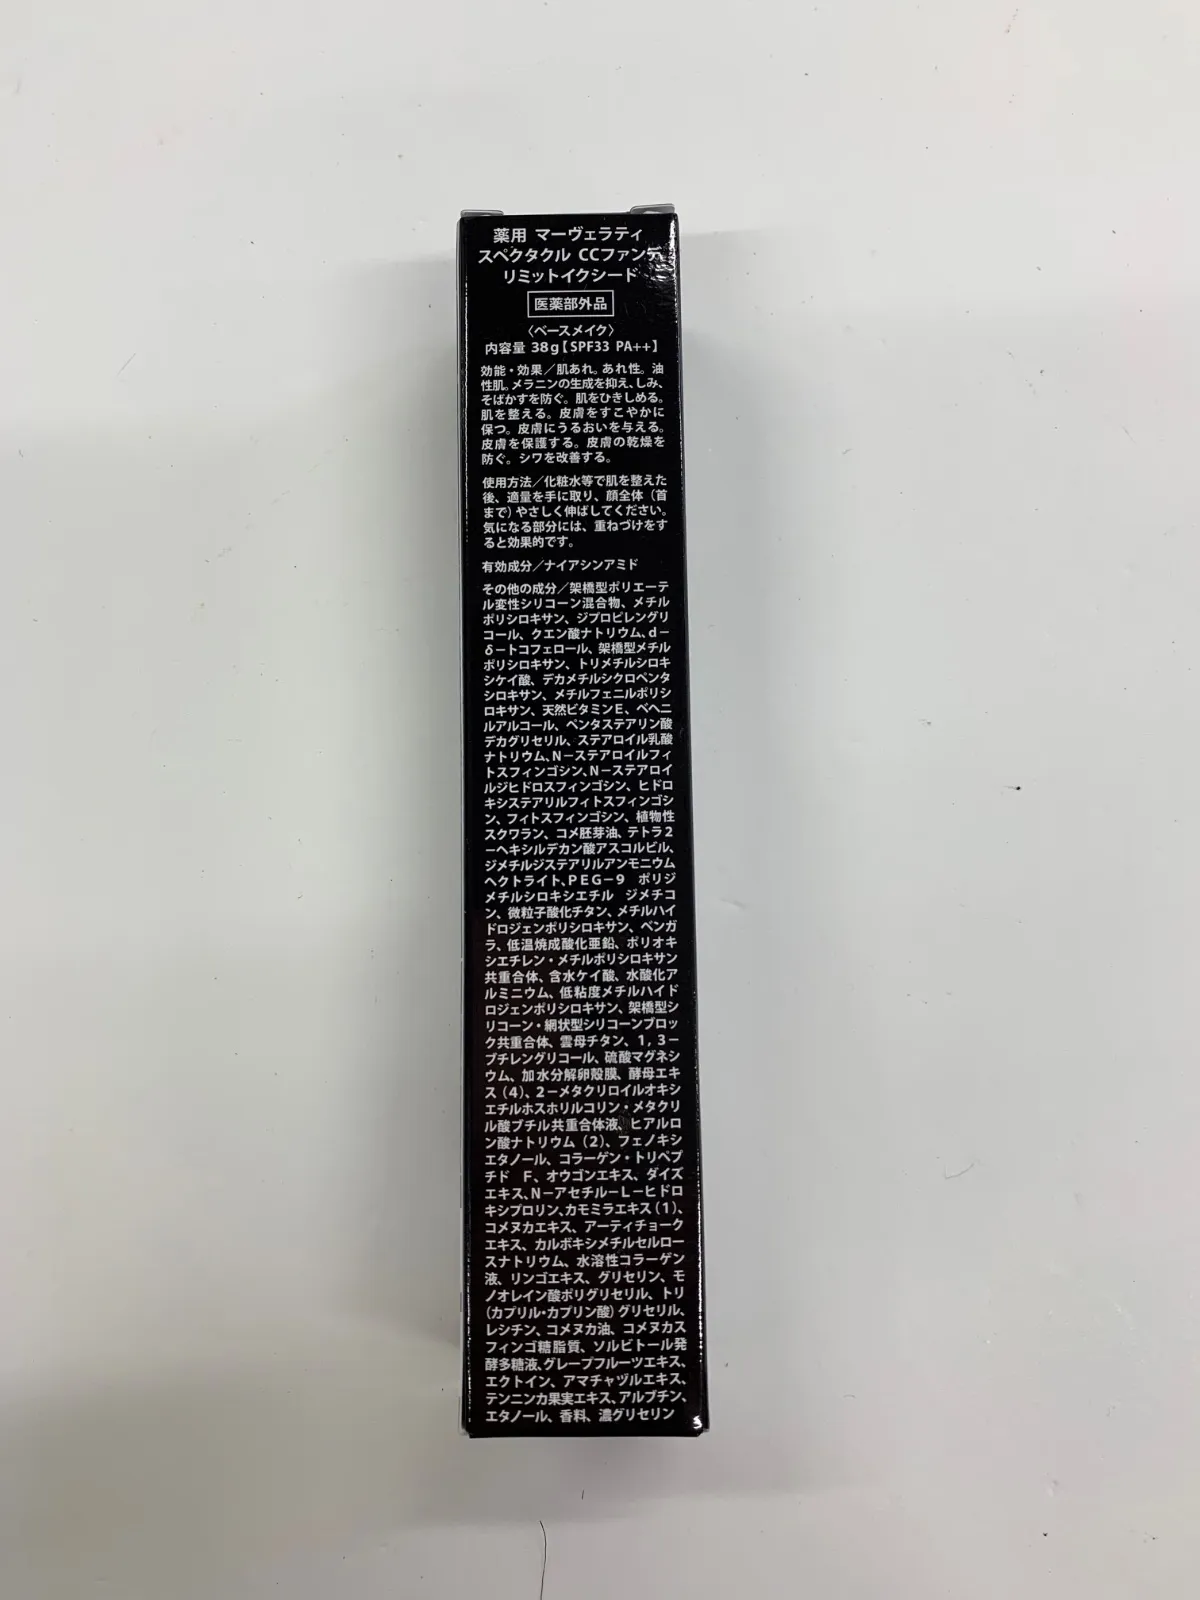 薬用 マーヴェラティ
スペクタクル CCファンデ
リミットイクシード
医薬部外品
〈ベースメイク〉
内容量 38g【SPF33 PA++】
効能・効果／肌あれ。あれ性。油
性肌。メラニンの生成を抑え、しみ、
そばかすを防ぐ。肌をひきしめる。
肌を整える。皮膚をすこやかに
保つ。皮膚にうるおいを与える。
皮膚を保護する。皮膚の乾燥を
防ぐ。シワを改善する。
使用方法／化粧水等で肌を整えた
後、適量を手に取り、顔全体（首
まで）やさしく伸ばしてください。
気になる部分には、重ねづけをす
ると効果的です。
有効成分／ナイアシンアミド
その他の成分／架橋型ポリエーテ
ル変性シリコーン混合物、メチル
ポリシロキサン、ジプロピレングリ
コール、クエン酸ナトリウム、d－
δ－トコフェロール、架橋型メチル
ポリシロキサン、トリメチルシロキ
シケイ酸、デカメチルシクロペンタ
シロキサン、メチルフェニルポリシ
ロキサン、天然ビタミンE、ベヘニ
ルアルコール、ペンタステアリン酸
デカグリセリル、ステアロイル乳酸
ナトリウム、N－ステアロイルフィ
トスフィンゴシン、N－ステアロイ
ルジヒドロスフィンゴシン、ヒドロ
キシステアリルフィトスフィンゴシ
ン、フィトスフィンゴシン、植物性
スクワラン、コメ胚芽油、テトラ2
－ヘキシルデカン酸アスコルビル、
ジメチルジステアリルアンモニウム
ヘクトライト、PEG－9　ポリジ
メチルシロキシエチル　ジメチコ
ン、微粒子酸化チタン、メチルハイ
ドロジェンポリシロキサン、ベンガ
ラ、低温焼成酸化亜鉛、ポリオキ
シエチレン・メチルポリシロキサン
共重合体、含水ケイ酸、水酸化ア
ルミニウム、低粘度メチルハイド
ロジェンポリシロキサン、架橋型シ
リコーン・網状型シリコーンブロッ
ク共重合体、雲母チタン、1，3－
ブチレングリコール、硫酸マグネシ
ウム、加水分解卵殻膜、酵母エキ
ス（4）、2－メタクリロイルオキシ
エチルホスホリルコリン・メタクリ
ル酸ブチル共重合体液、ヒアルロ
ン酸ナトリウム（2）、フェノキシ
エタノール、コラーゲン・トリペプ
チド　F、オウゴンエキス、ダイズ
エキス、N－アセチル－L－ヒドロ
キシプロリン、カモミラエキス（1）、
コメヌカエキス、アーティチョーク
エキス、カルボキシメチルセルロー
スナトリウム、水溶性コラーゲン
液、リンゴエキス、グリセリン、モ
ノオレイン酸ポリグリセリル、トリ
（カプリル・カプリン酸）グリセリル、
レシチン、コメヌカ油、コメヌカス
フィンゴ糖脂質、ソルビトール発
酵多糖液、グレープフルーツエキス、
エクトイン、アマチャヅルエキス、
テンニンカ果実エキス、アルブチン、
エタノール、香料、濃グリセリン